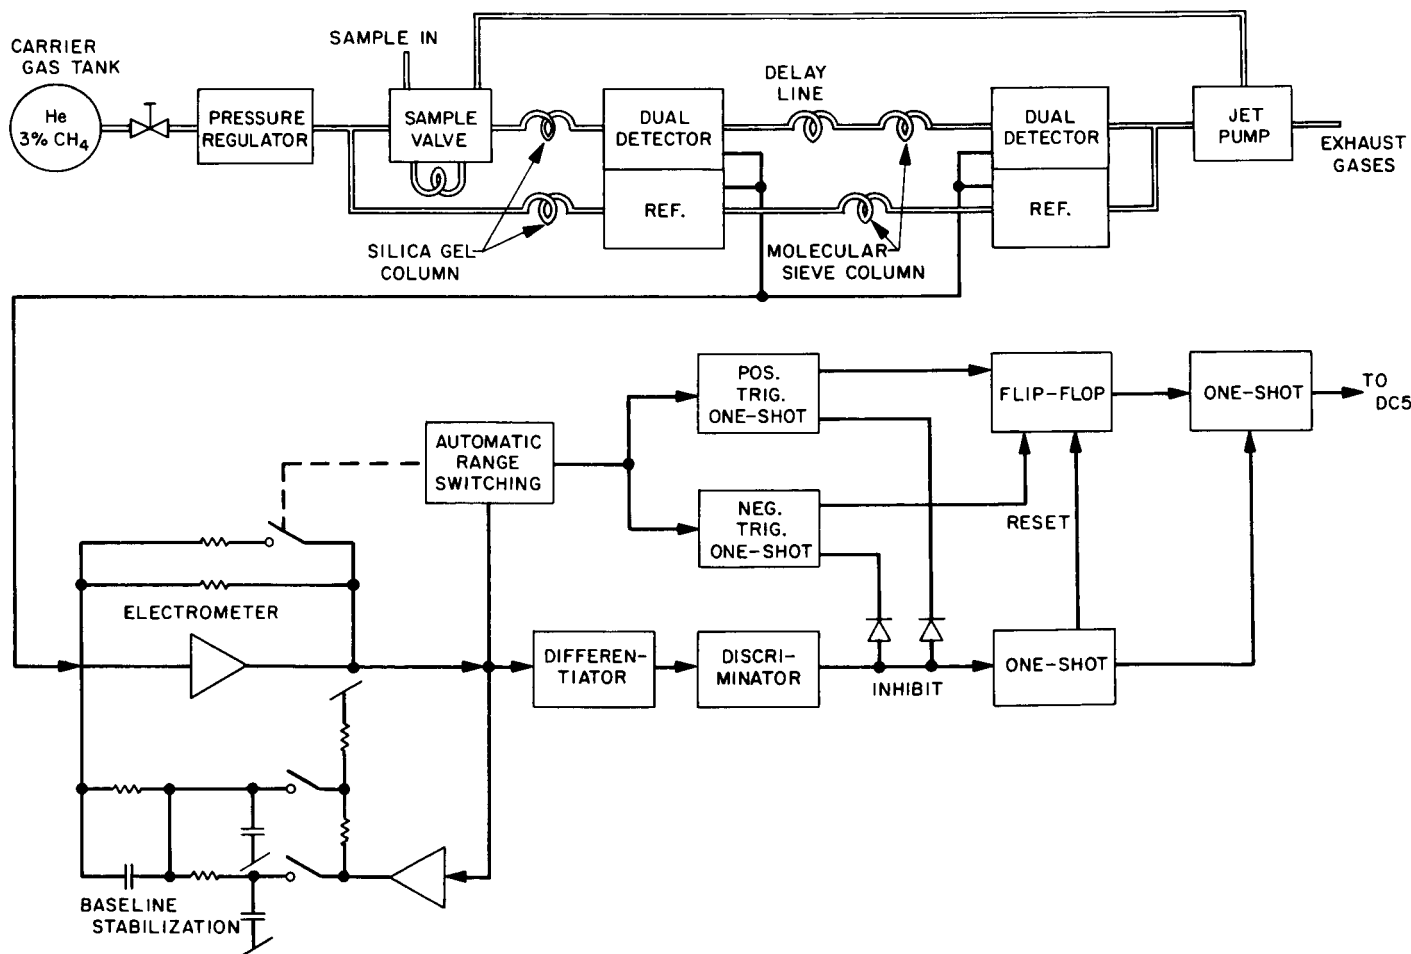 CARRIER
GAS TANK
He
3% CH4
PRESSURE
REGULATOR
SAMPLE IN
SAMPLE
VALVE
SILICA GEL
COLUMN
DUAL
DETECTOR
REF.
DELAY
LINE
MOLECULAR
SIEVE COLUMN
DUAL
DETECTOR
REF.
JET
PUMP
EXHAUST
GASES
AUTOMATIC
RANGE
SWITCHING
POS.
TRIG.
ONE-SHOT
NEG.
TRIG.
ONE-SHOT
FLIP-FLOP
RESET
ONE-SHOT
TO
DC5
ELECTROMETER
DIFFEREN-
TIATOR
DISCRI-
MINATOR
INHIBIT
ONE-SHOT
BASELINE
STABILIZATION